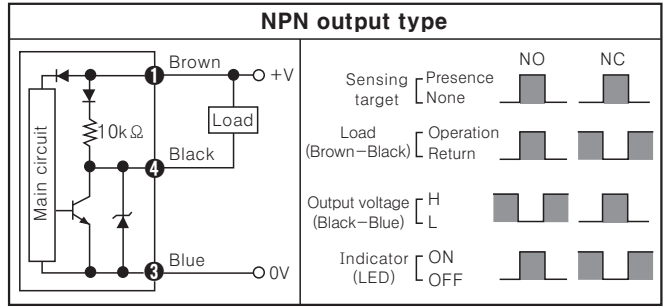 NPN output type
Main circuit
10kΩ
1
Brown
+V
Load
4
Black
3
Blue
0V
NO NC
Sensing target Presence None
Load (Brown-Black) Operation Return
Output voltage (Black-Blue) H L
Indicator (LED) ON OFF